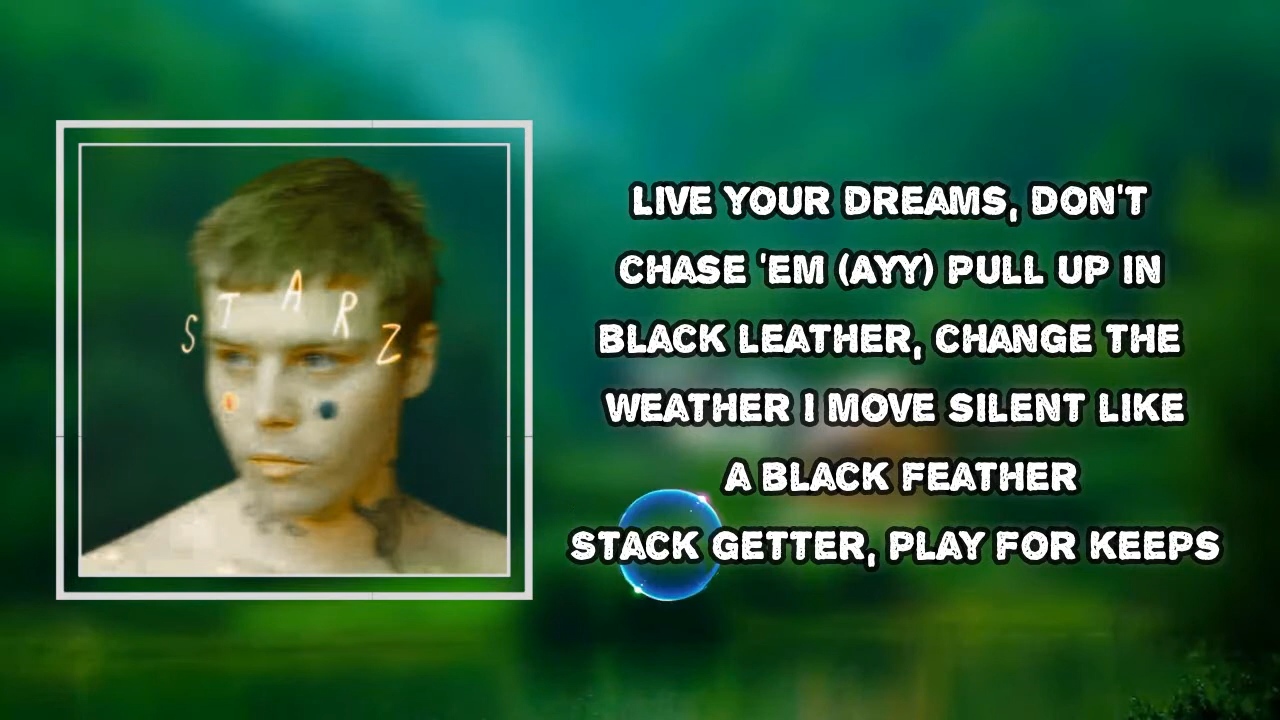 STARZ
LIVE YOUR DREAMS, DON'T
CHASE 'EM (AYY) PULL UP IN
BLACK LEATHER, CHANGE THE
WEATHER I MOVE SILENT LIKE
A BLACK FEATHER
STACK GETTER, PLAY FOR KEEPS